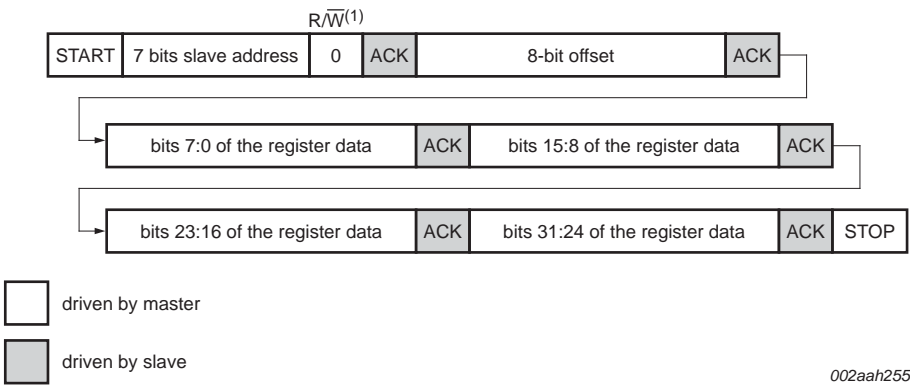 R/W(1)
START 7 bits slave address 0 ACK 8-bit offset ACK
bits 7:0 of the register data ACK bits 15:8 of the register data ACK
bits 23:16 of the register data ACK bits 31:24 of the register data ACK STOP
driven by master
driven by slave
002aah255